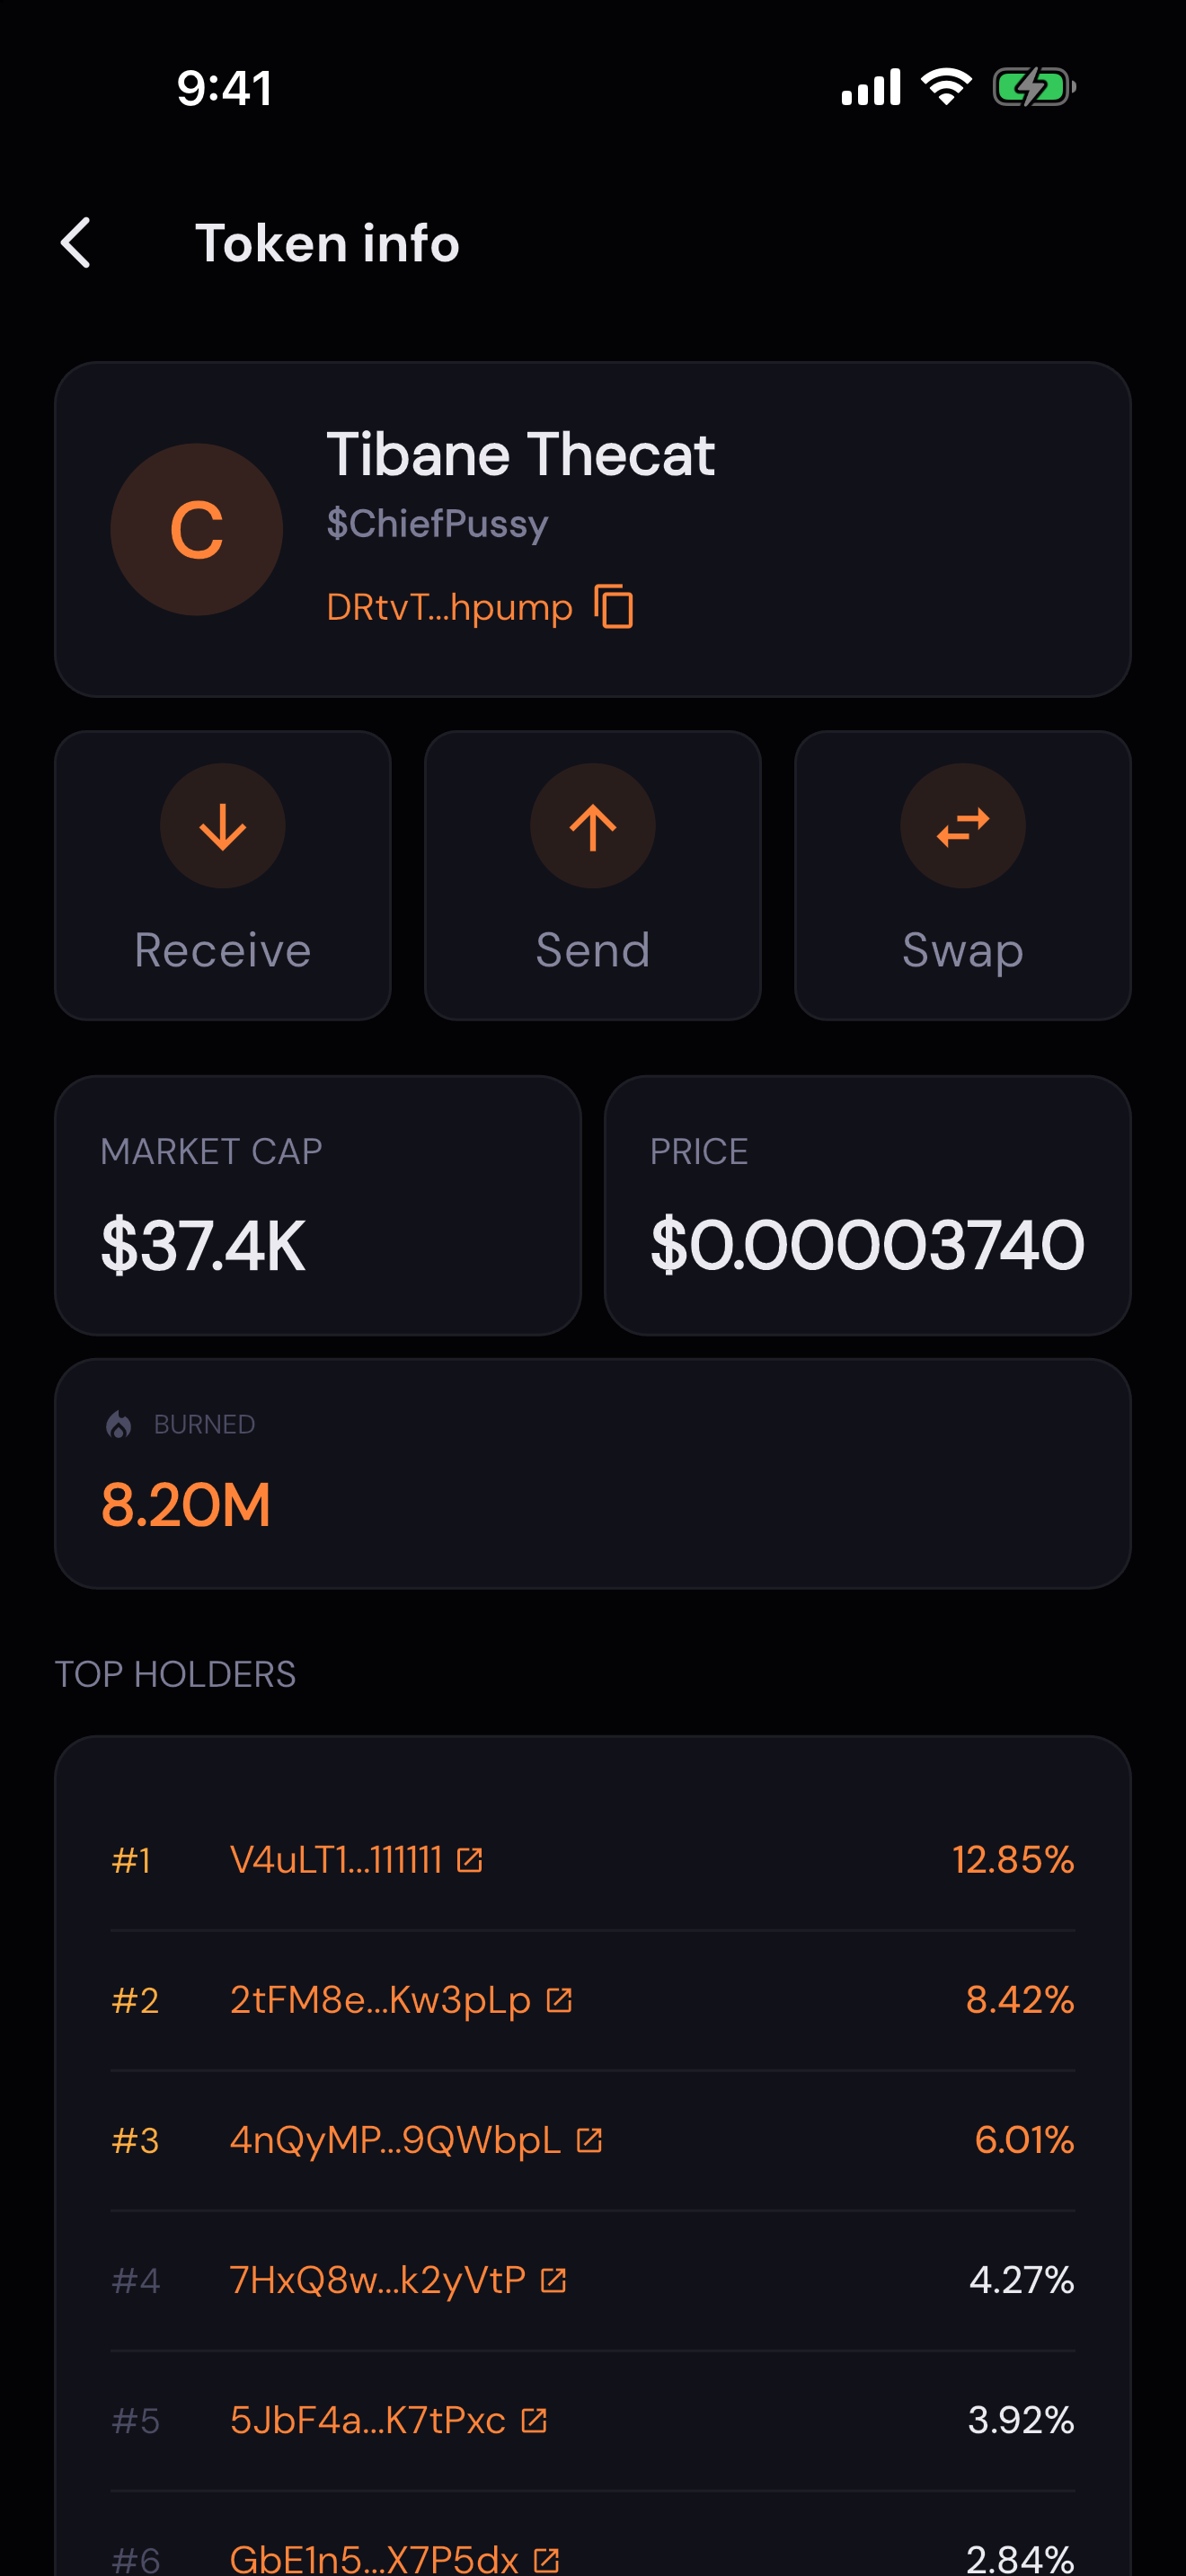 9:41
Token info
C
Tibane Thecat
$ChiefPussy
DRtvT...hpump
Receive
Send
Swap
MARKET CAP
PRICE
$37.4K
$0.00003740
BURNED
8.20M
TOP HOLDERS
#1 V4uLT1...111111 12.85%
#2 2tFM8e...Kw3pLp 8.42%
#3 4nQyMP...9QWbpL 6.01%
#4 7HxQ8w...k2yVtP 4.27%
#5 5JbF4a...K7tPxc 3.92%
#6 GbE1n5...X7P5dx 2.84%